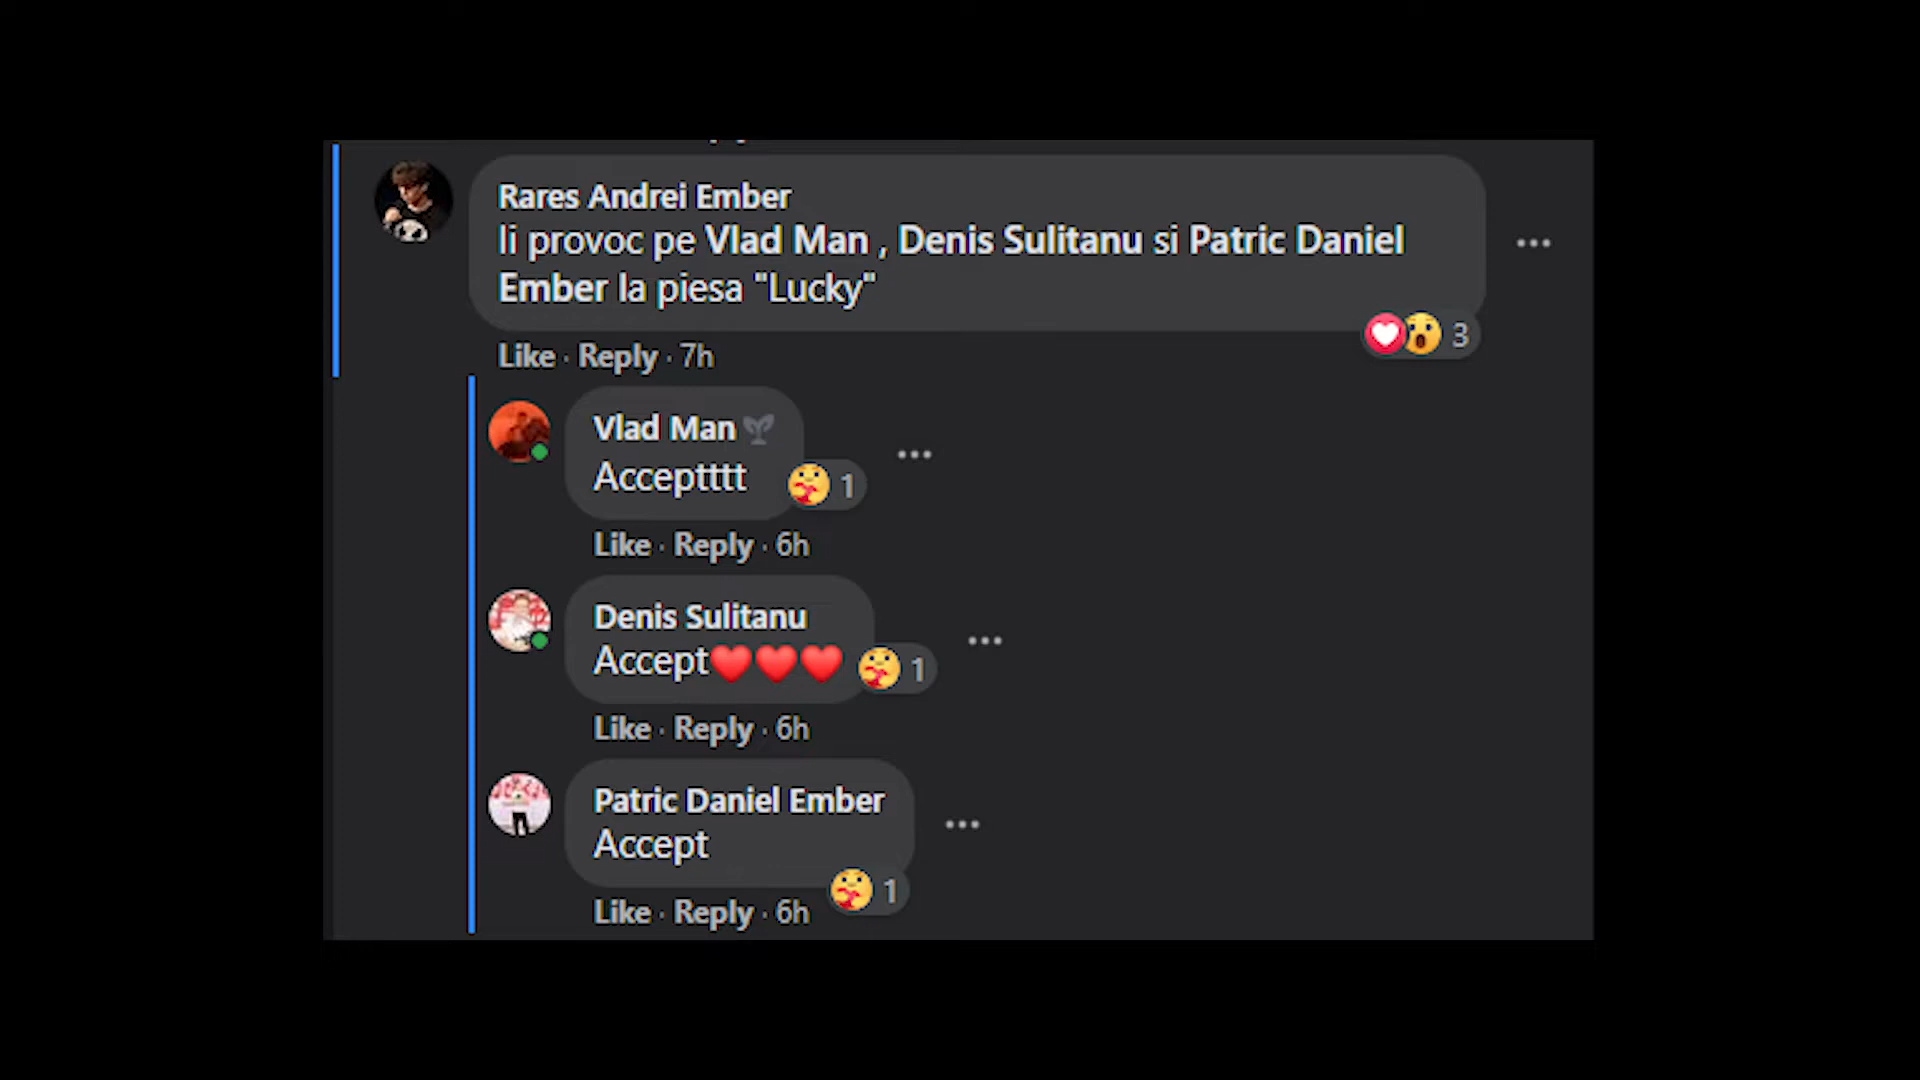 Rares Andrei Ember
Ii provoc pe Vlad Man , Denis Sulitanu si Patric Daniel
Ember la piesa "Lucky"
3
Like · Reply · 7h
Vlad Man
Accepttttt
1
Like · Reply · 6h
Denis Sulitanu
Accept❤️❤️❤️
1
Like · Reply · 6h
Patric Daniel Ember
Accept
1
Like · Reply · 6h